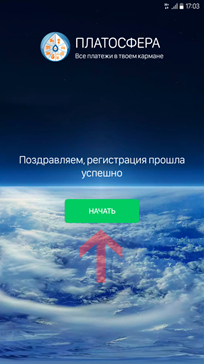 17:03
ПЛАТОСФЕРА
Все платежи в твоем кармане
Поздравляем, регистрация прошла
успешно
НАЧАТЬ